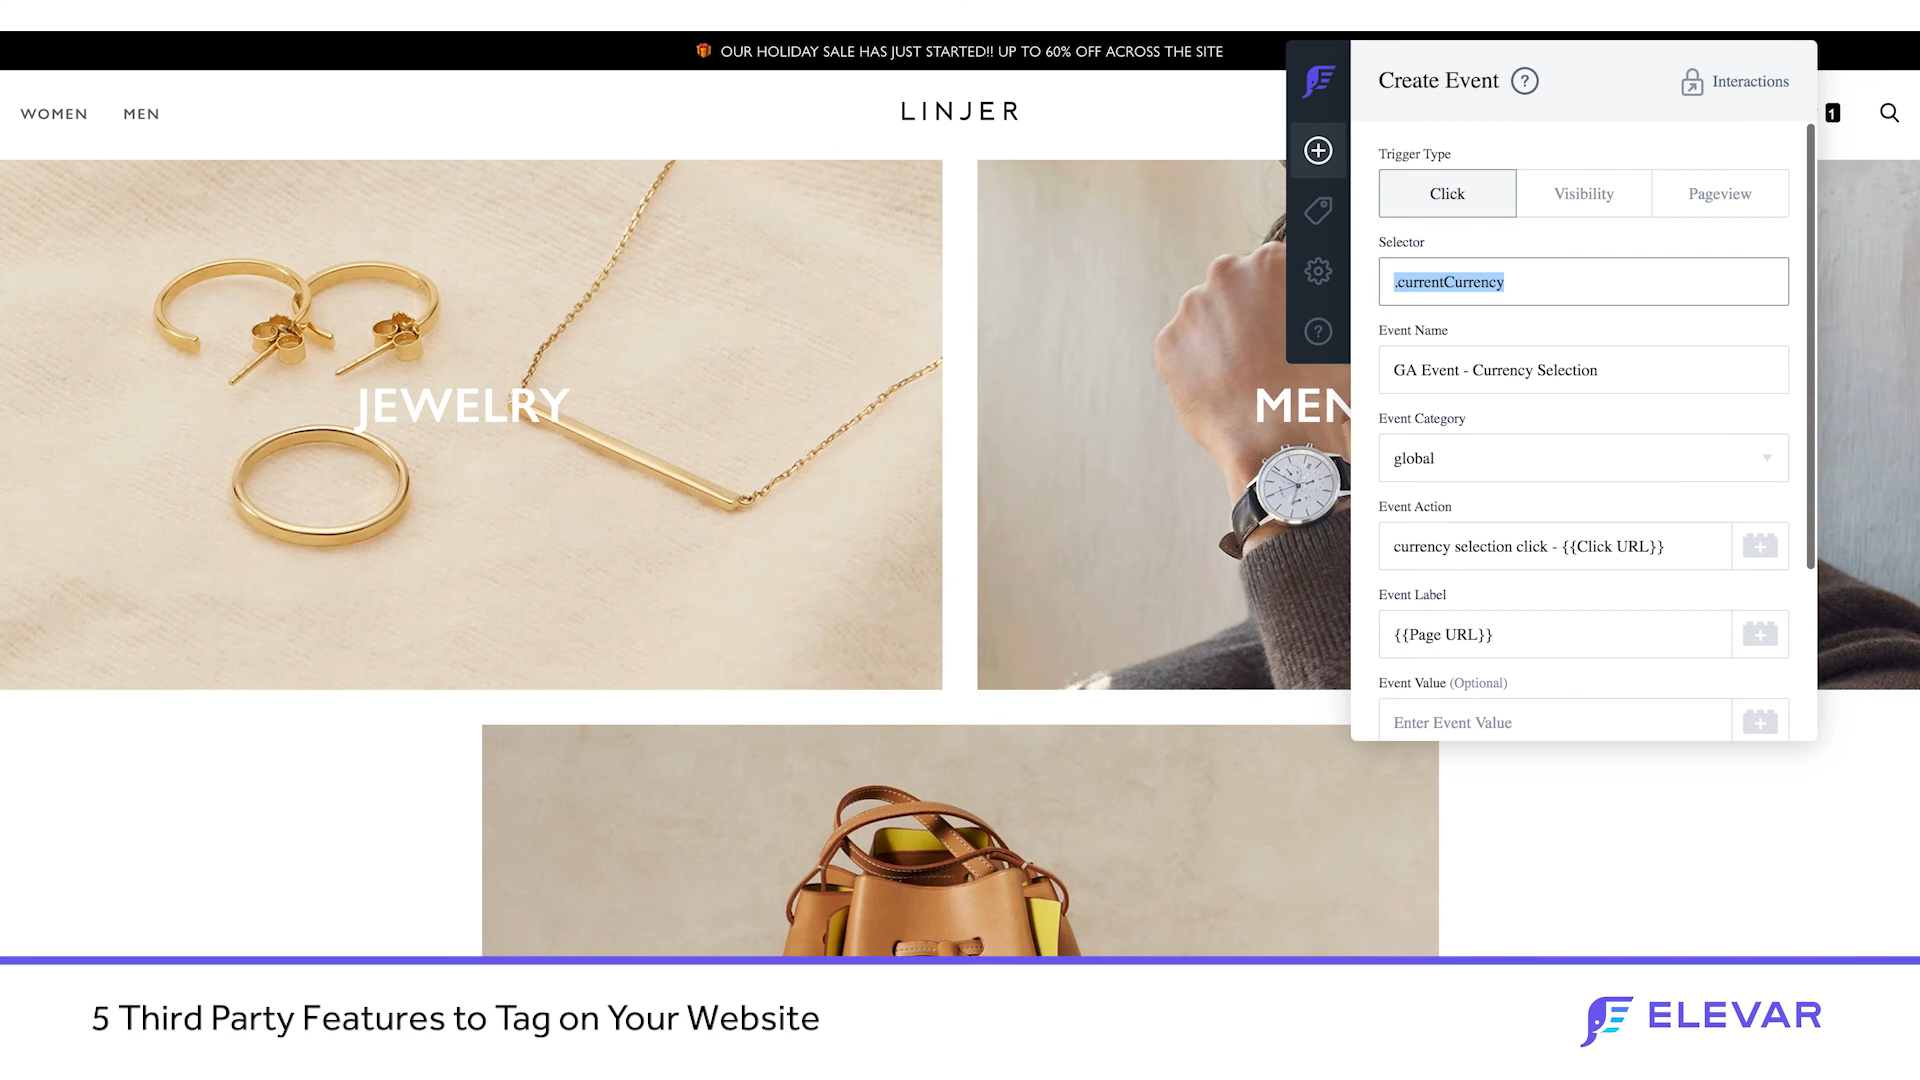 🎁 OUR HOLIDAY SALE HAS JUST STARTED!! UP TO 60% OFF ACROSS THE SITE
WOMEN MEN
LINJER
1
JEWELRY
MEN
Create Event ?
Interactions
Trigger Type
Click Visibility Pageview
Selector
.currentCurrency
Event Name
GA Event - Currency Selection
Event Category
global
Event Action
currency selection click - {{Click URL}}
Event Label
{{Page URL}}
Event Value (Optional)
Enter Event Value
5 Third Party Features to Tag on Your Website
ELEVAR